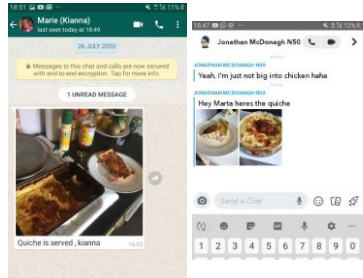 18:51
11%
Marie (Kianna)
last seen today at 18:49
26 JULY 2020
Messages to this chat and calls are now secured
with end-to-end encryption. Tap for more info.
1 UNREAD MESSAGE
Quiche is served , kianna
18:47
12%
Jonathan McDonagh N50
JONATHAN MCDONAGH N50
Yeah, I'm just not big into chicken haha
JONATHAN MCDONAGH N50
Hey Marta heres the quiche
Send a Chat
GIF
1 2 3 4 5 6 7 8 9 0